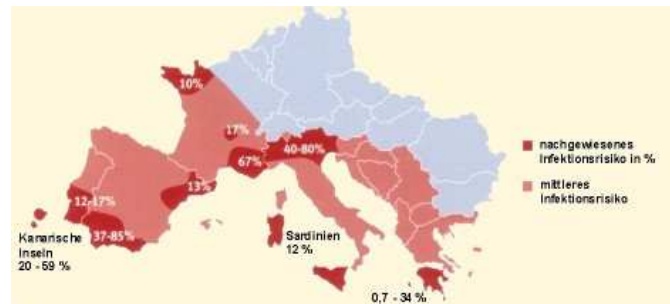 10%
17%
40-80%
67%
13%
12-17%
37-85%
Kanarische
Inseln
20 - 59 %
Sardinien
12 %
0,7 - 34 %
nachgewiesenes
Infektionsrisiko in %
mittleres
Infektionsrisiko